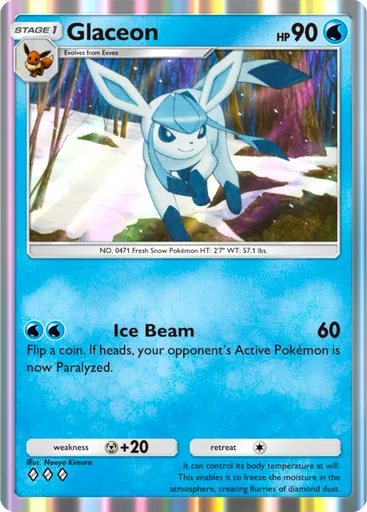 STAGE 1 Glaceon HP 90
Evolves from Eevee
NO. 0471 Fresh Snow Pokémon HT: 2'7" WT: 57.1 lbs.
Ice Beam 60
Flip a coin. If heads, your opponent's Active Pokémon is
now Paralyzed.
weakness +20 retreat
Illus. Naoyo Kimura
It can control its body temperature at will.
This enables it to freeze the moisture in the
atmosphere, creating flurries of diamond dust.